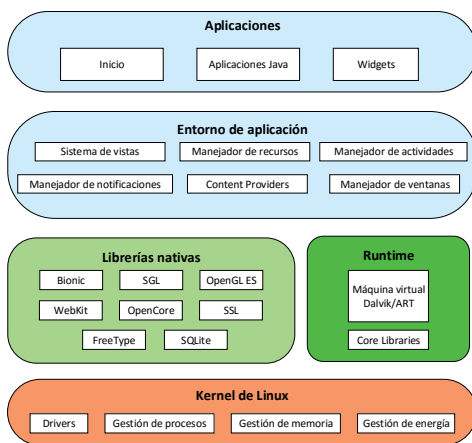 Aplicaciones
Inicio
Aplicaciones Java
Widgets
Entorno de aplicación
Sistema de vistas
Manejador de recursos
Manejador de actividades
Manejador de notificaciones
Content Providers
Manejador de ventanas
Librerías nativas
Bionic
SGL
OpenGL ES
WebKit
OpenCore
SSL
FreeType
SQLite
Runtime
Máquina virtual
Dalvik/ART
Core Libraries
Kernel de Linux
Drivers
Gestión de procesos
Gestión de memoria
Gestión de energía